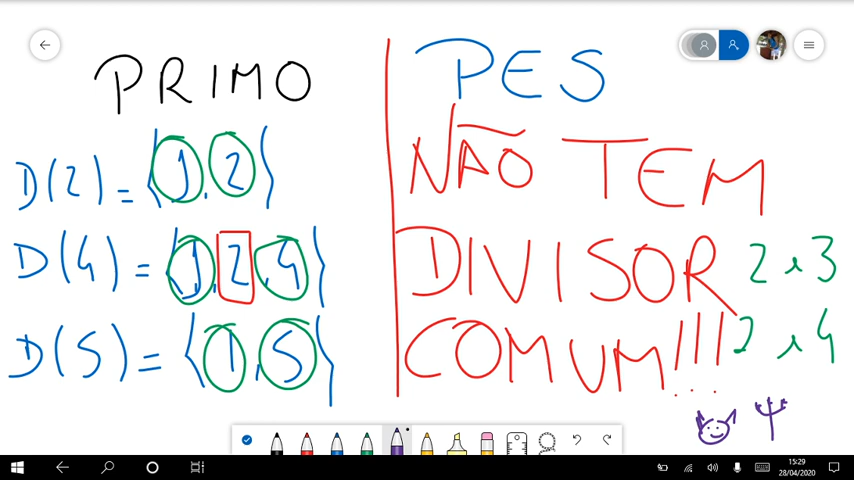 PRIMO
D(2) = {1, 2}
D(4) = {1, 2, 4}
D(5) = {1, 5}
PES
NÃO TEM
DIVISOR
COMUM!!!...
2 e 3
2 e 4
15:29
28/04/2020